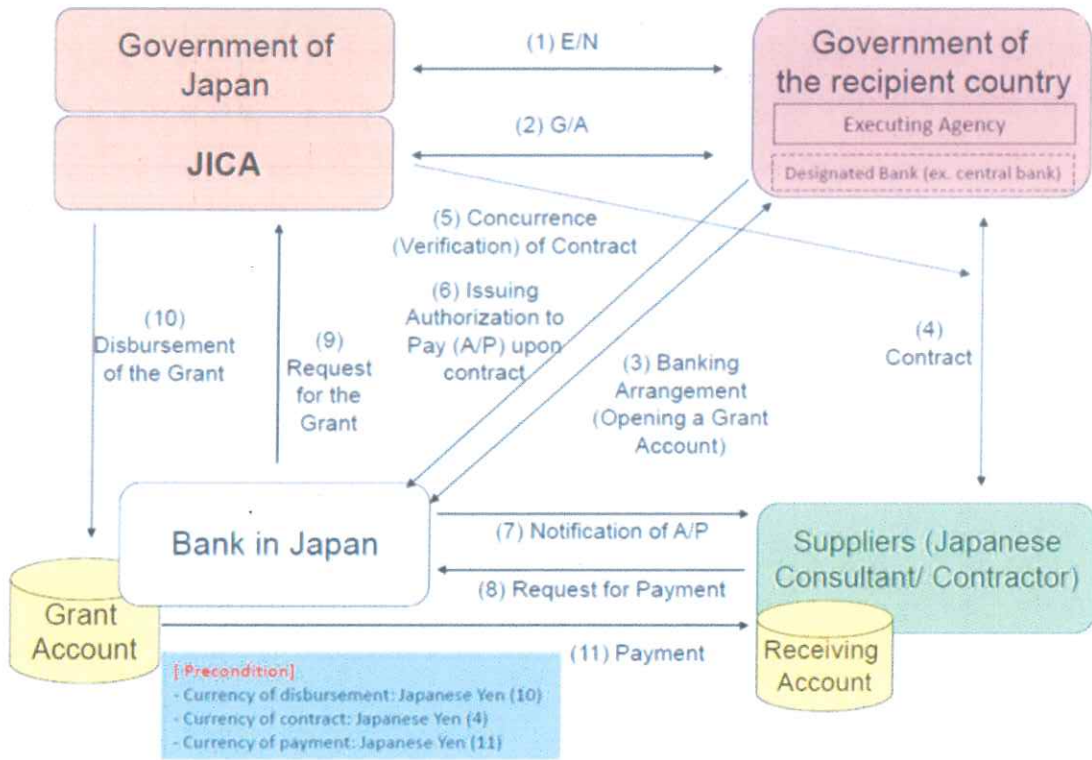 Government of
Japan
JICA
(1) E/N
(2) G/A
Government of
the recipient country
Executing Agency
Designated Bank (ex. central bank)
(5) Concurrence
(Verification) of Contract
(6) Issuing
Authorization to
Pay (A/P) upon
contract
(3) Banking
Arrangement
(Opening a Grant
Account)
(4)
Contract
(10)
Disbursement
of the Grant
(9)
Request
for the
Grant
Bank in Japan
Grant
Account
(7) Notification of A/P
(8) Request for Payment
(11) Payment
Suppliers (Japanese
Consultant/ Contractor)
Receiving
Account
[ Precondition]
- Currency of disbursement: Japanese Yen (10)
- Currency of contract: Japanese Yen (4)
- Currency of payment: Japanese Yen (11)